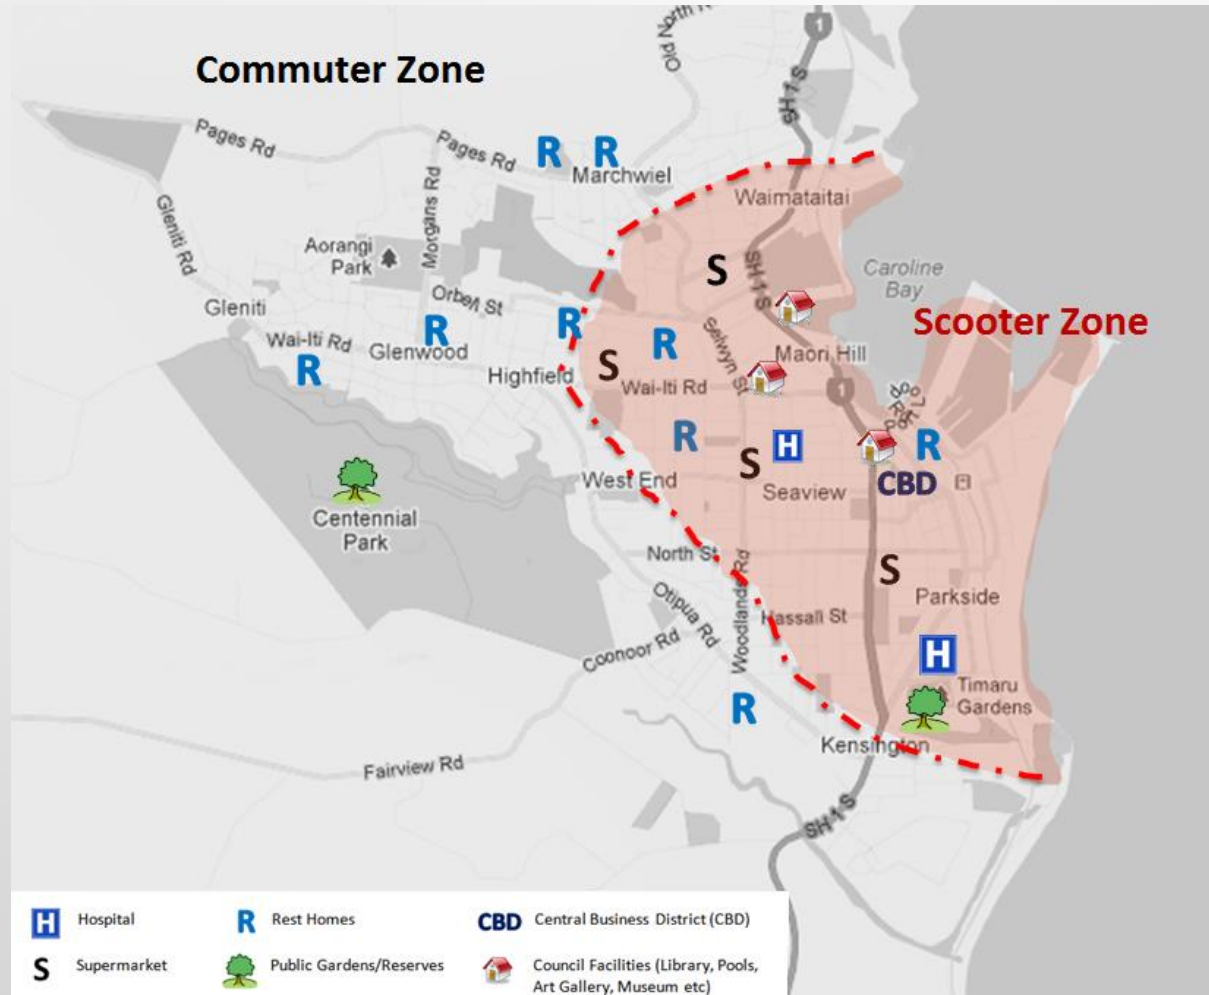 Commuter Zone
Old N
North R
1
SH 1 S
Pages Rd
Pages Rd
R
R
Marchwiel
Waimataitai
Morgans Rd
Gleniti Rd
Aorangi
Park
S
SH 1 S
Caroline
Bay
Orbell St
Gleniti
R
R
R
Scooter Zone
Wai-Iti Rd
Glenwood
Selwyn St
Maori Hill
R
Highfield
S
Wai-Iti Rd
1
R
H
R
West End
S
Seaview
CBD
Centennial
Park
North St
S
Parkside
Otipua Rd
Woodlands Rd
Hassall St
Coonoor Rd
H
Timaru
Gardens
R
Kensington
Fairview Rd
SH 1 S
H Hospital
R Rest Homes
CBD Central Business District (CBD)
S Supermarket
Public Gardens/Reserves
Council Facilities (Library, Pools,
Art Gallery, Museum etc)